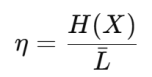 η = H(X) / L̄